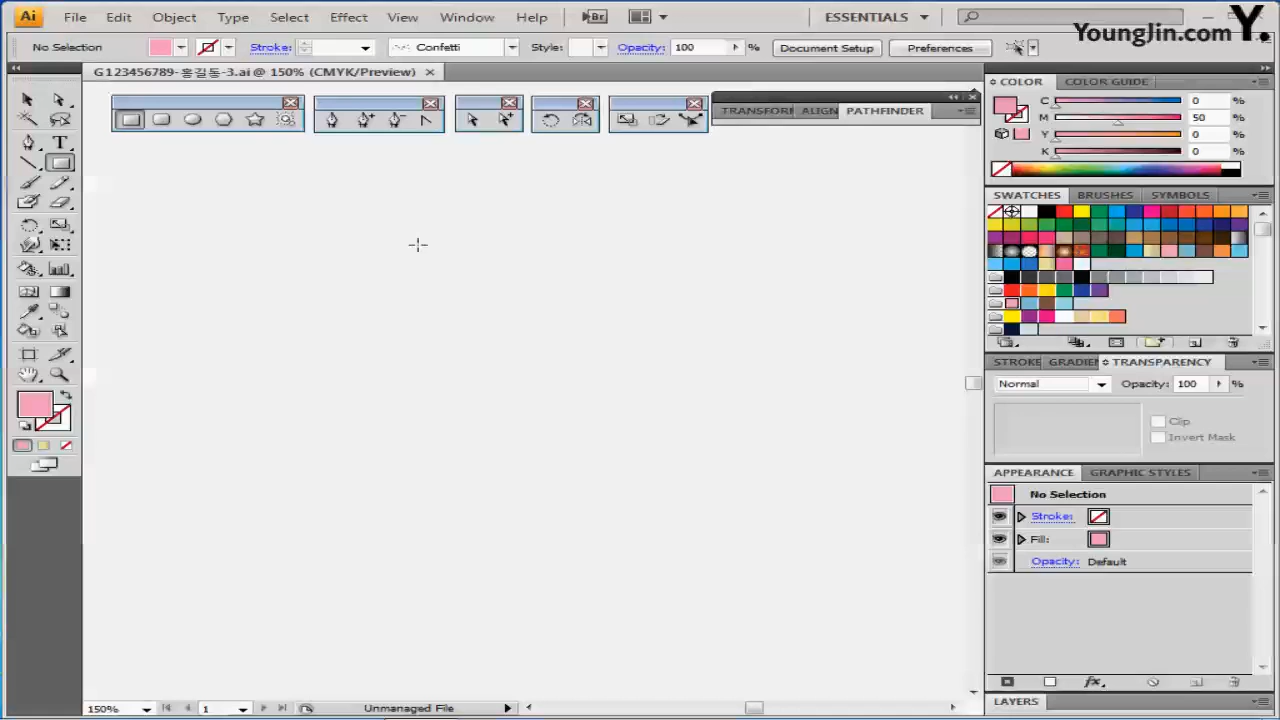 Ai File Edit Object Type Select Effect View Window Help Br ESSENTIALS
YoungJin.com Y.
No Selection Stroke: Confetti Style: Opacity: 100 % Document Setup Preferences
G123456789-홍길동-3.ai @ 150% (CMYK/Preview)
TRANSFORM ALIGN PATHFINDER
COLOR COLOR GUIDE
C 0 %
M 50 %
Y 0 %
K 0 %
SWATCHES BRUSHES SYMBOLS
STROKE GRADIEN TRANSPARENCY
Normal Opacity: 100 %
Clip
Invert Mask
APPEARANCE GRAPHIC STYLES
No Selection
Stroke:
Fill:
Opacity: Default
fx
LAYERS
150% 1 Unmanaged File